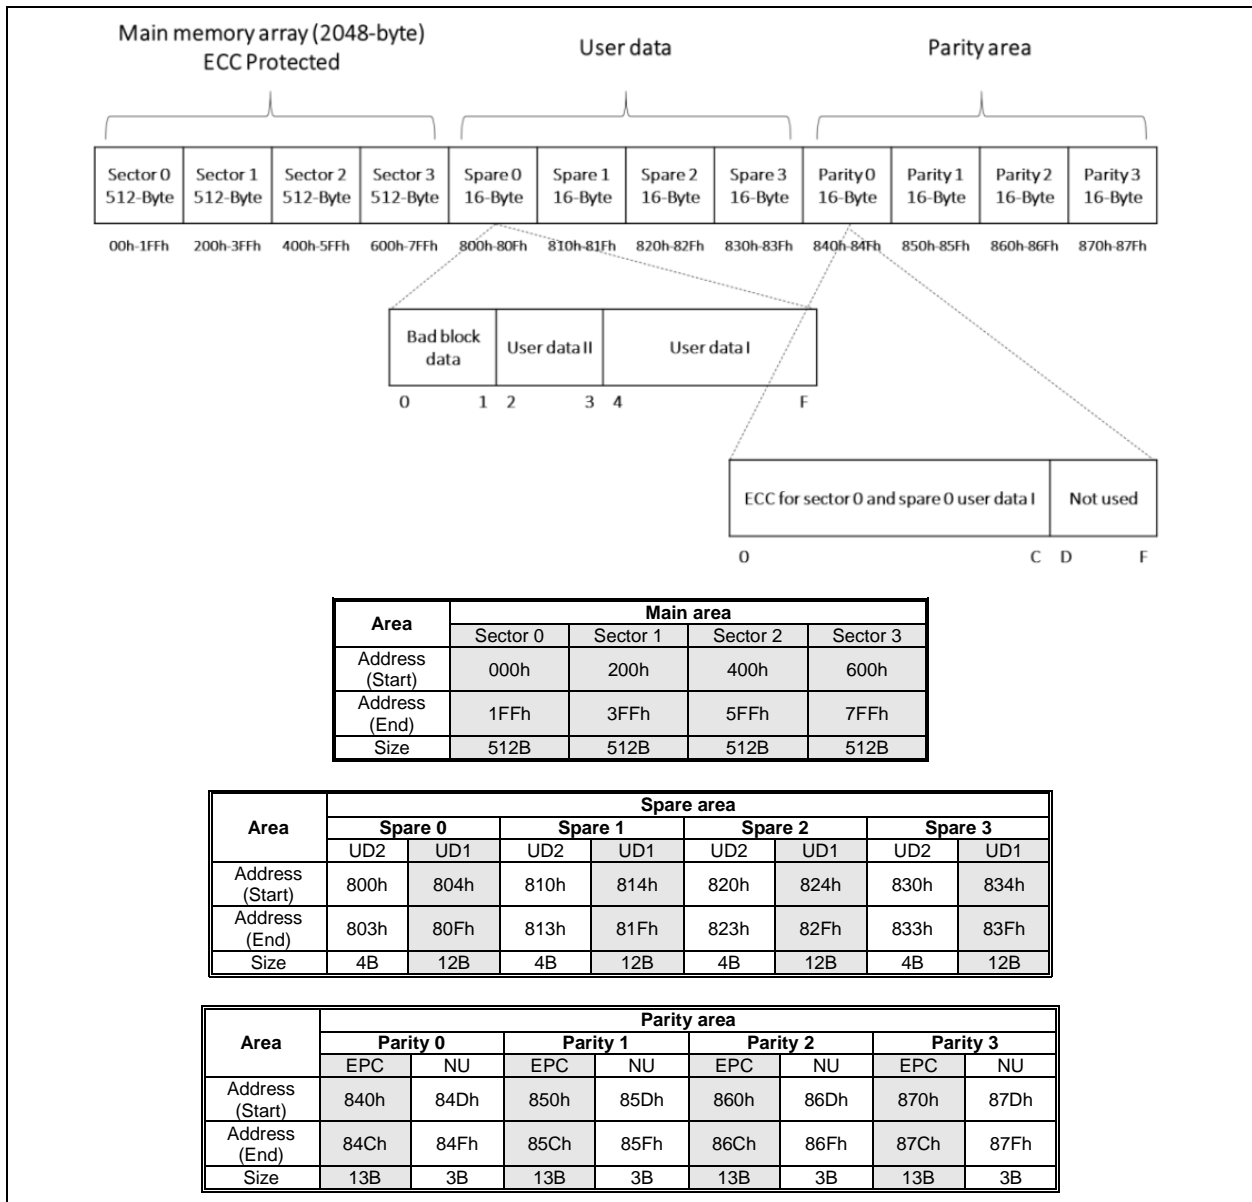 Main memory array (2048-byte)
ECC Protected
User data
Parity area
Sector 0 Sector 1 Sector 2 Sector 3 Spare 0 Spare 1 Spare 2 Spare 3 Parity 0 Parity 1 Parity 2 Parity 3
512-Byte 512-Byte 512-Byte 512-Byte 16-Byte 16-Byte 16-Byte 16-Byte 16-Byte 16-Byte 16-Byte 16-Byte
00h-1FFh 200h-3FFh 400h-5FFh 600h-7FFh 800h-80Fh 810h-81Fh 820h-82Fh 830h-83Fh 840h-84Fh 850h-85Fh 860h-86Fh 870h-87Fh
Bad block
data
User data II
User data I
0 1 2 3 4 F
ECC for sector 0 and spare 0 user data I Not used
0 C D F
Area Main area
Sector 0 Sector 1 Sector 2 Sector 3
Address
(Start)
000h 200h 400h 600h
Address
(End)
1FFh 3FFh 5FFh 7FFh
Size 512B 512B 512B 512B
Area Spare area
Spare 0 Spare 1 Spare 2 Spare 3
UD2 UD1 UD2 UD1 UD2 UD1 UD2 UD1
Address
(Start)
800h 804h 810h 814h 820h 824h 830h 834h
Address
(End)
803h 80Fh 813h 81Fh 823h 82Fh 833h 83Fh
Size 4B 12B 4B 12B 4B 12B 4B 12B
Area Parity area
Parity 0 Parity 1 Parity 2 Parity 3
EPC NU EPC NU EPC NU EPC NU
Address
(Start)
840h 84Dh 850h 85Dh 860h 86Dh 870h 87Dh
Address
(End)
84Ch 84Fh 85Ch 85Fh 86Ch 86Fh 87Ch 87Fh
Size 13B 3B 13B 3B 13B 3B 13B 3B